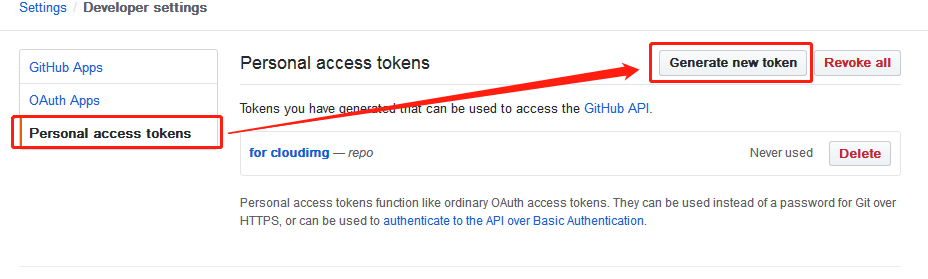 Settings / Developer settings
GitHub Apps
OAuth Apps
Personal access tokens
Personal access tokens
Generate new token
Revoke all
Tokens you have generated that can be used to access the GitHub API.
for cloudimg — repo
Never used
Delete
Personal access tokens function like ordinary OAuth access tokens. They can be used instead of a password for Git over
HTTPS, or can be used to authenticate to the API over Basic Authentication.